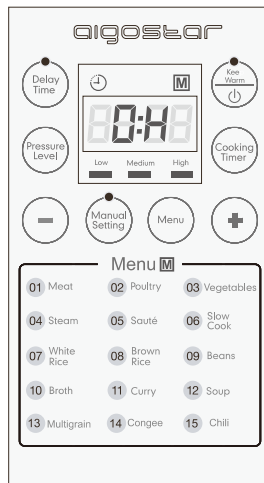 aigostar
Delay
Time
M
Kee
Warm
0:H
Pressure
Level
Low Medium High
Cooking
Timer
Manual
Setting
Menu
Menu M
01 Meat
02 Poultry
03 Vegetables
04 Steam
05 Sauté
06 Slow
Cook
07 White
Rice
08 Brown
Rice
09 Beans
10 Broth
11 Curry
12 Soup
13 Multigrain
14 Congee
15 Chili